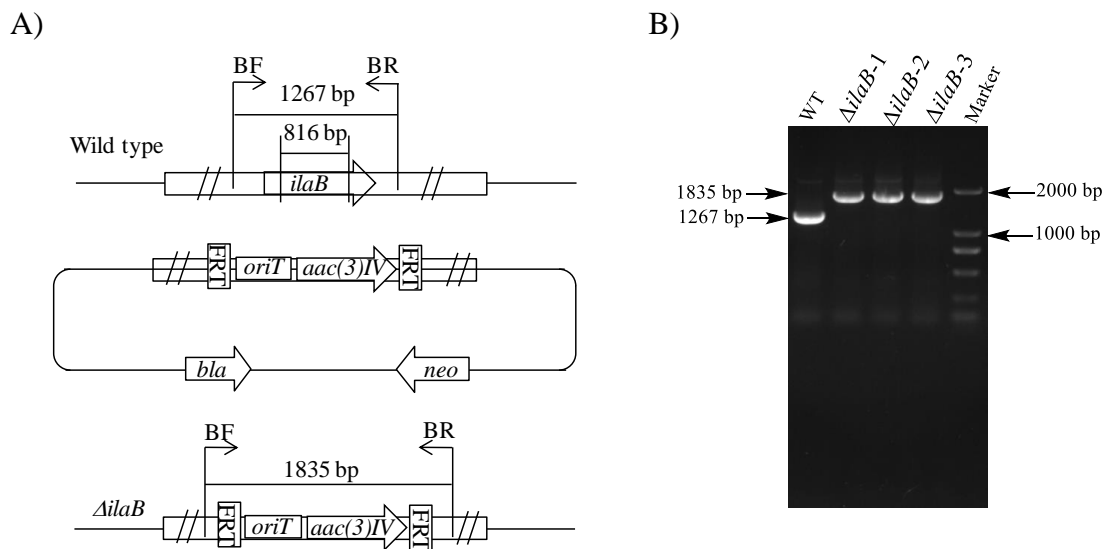 A)
BF
BR
1267 bp
816 bp
Wild type
ilaB
FRT
oriT
aac(3)IV
FRT
bla
neo
BF
BR
1835 bp
ΔilaB
FRT
oriT
aac(3)IV
FRT
B)
WT
ΔilaB-1
ΔilaB-2
ΔilaB-3
Marker
1835 bp
2000 bp
1267 bp
1000 bp